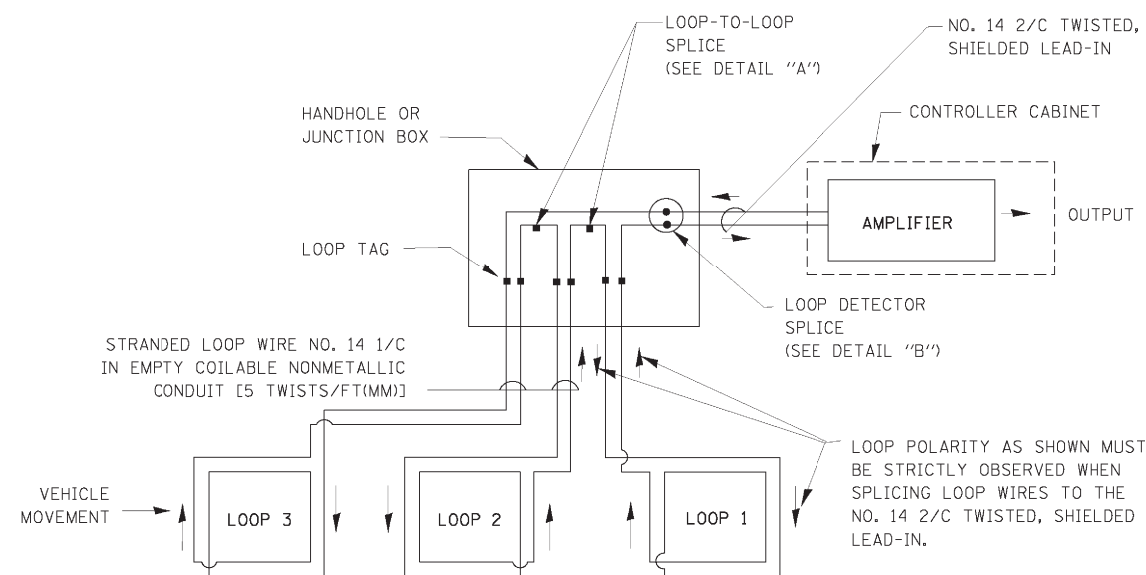 LOOP-TO-LOOP
SPLICE
(SEE DETAIL "A")
NO. 14 2/C TWISTED,
SHIELDED LEAD-IN
HANDHOLE OR
JUNCTION BOX
CONTROLLER CABINET
AMPLIFIER
OUTPUT
LOOP TAG
LOOP DETECTOR
SPLICE
(SEE DETAIL "B")
STRANDED LOOP WIRE NO. 14 1/C
IN EMPTY COILABLE NONMETALLIC
CONDUIT [5 TWISTS/FT(MM)]
LOOP POLARITY AS SHOWN MUST
BE STRICTLY OBSERVED WHEN
SPLICING LOOP WIRES TO THE
NO. 14 2/C TWISTED, SHIELDED
LEAD-IN.
VEHICLE
MOVEMENT
LOOP 3
LOOP 2
LOOP 1